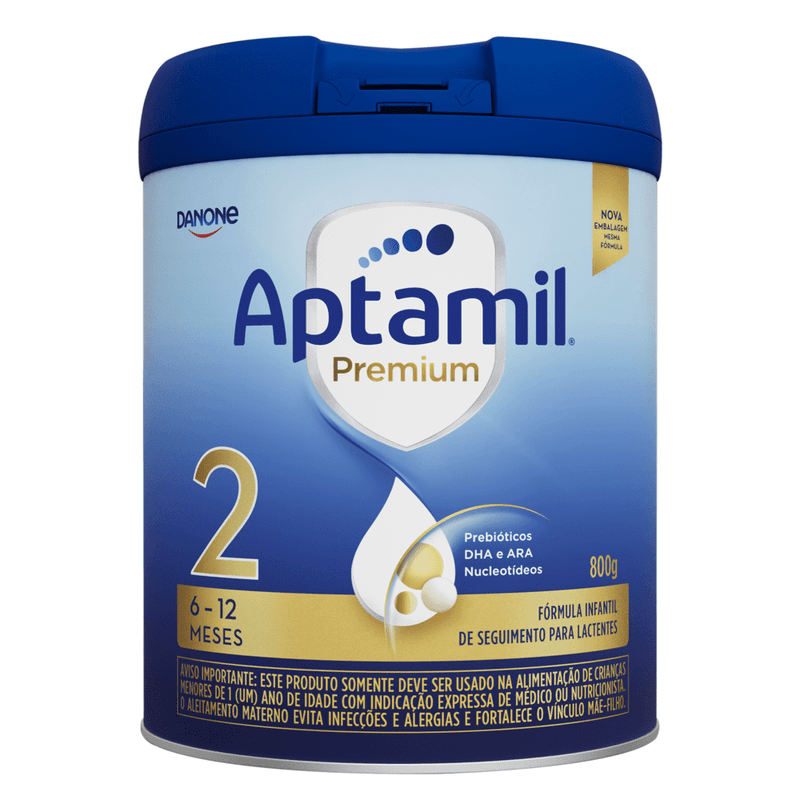 DANONE
NOVA
EMBALAGEM
MESMA
FÓRMULA
Aptamil®
Premium
2
Prebióticos
DHA e ARA
Nucleotídeos
800g
6 - 12
MESES
FÓRMULA INFANTIL
DE SEGUIMENTO PARA LACTENTES
AVISO IMPORTANTE: ESTE PRODUTO SOMENTE DEVE SER USADO NA ALIMENTAÇÃO DE CRIANÇAS
MENORES DE 1 (UM) ANO DE IDADE COM INDICAÇÃO EXPRESSA DE MÉDICO OU NUTRICIONISTA.
O ALEITAMENTO MATERNO EVITA INFECÇÕES E ALERGIAS E FORTALECE O VÍNCULO MÃE-FILHO.